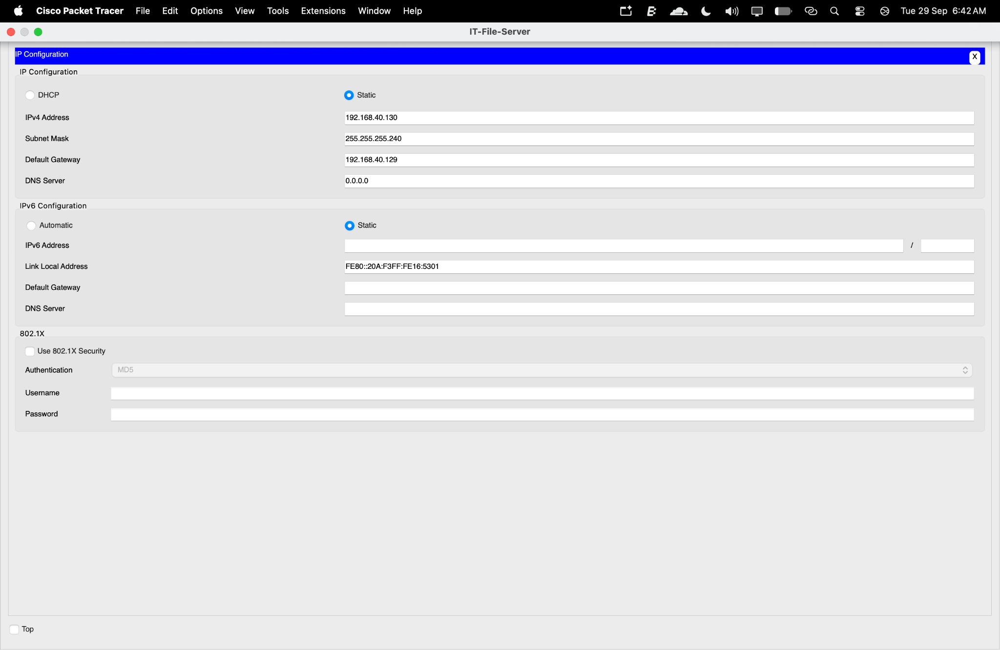 Cisco Packet Tracer File Edit Options View Tools Extensions Window Help Tue 29 Sep 6:42 AM
IT-File-Server
IP Configuration
X
IP Configuration
DHCP Static
IPv4 Address 192.168.40.130
Subnet Mask 255.255.255.240
Default Gateway 192.168.40.129
DNS Server 0.0.0.0
IPv6 Configuration
Automatic Static
IPv6 Address /
Link Local Address FE80::20A:F3FF:FE16:5301
Default Gateway
DNS Server
802.1X
Use 802.1X Security
Authentication MD5
Username
Password
Top